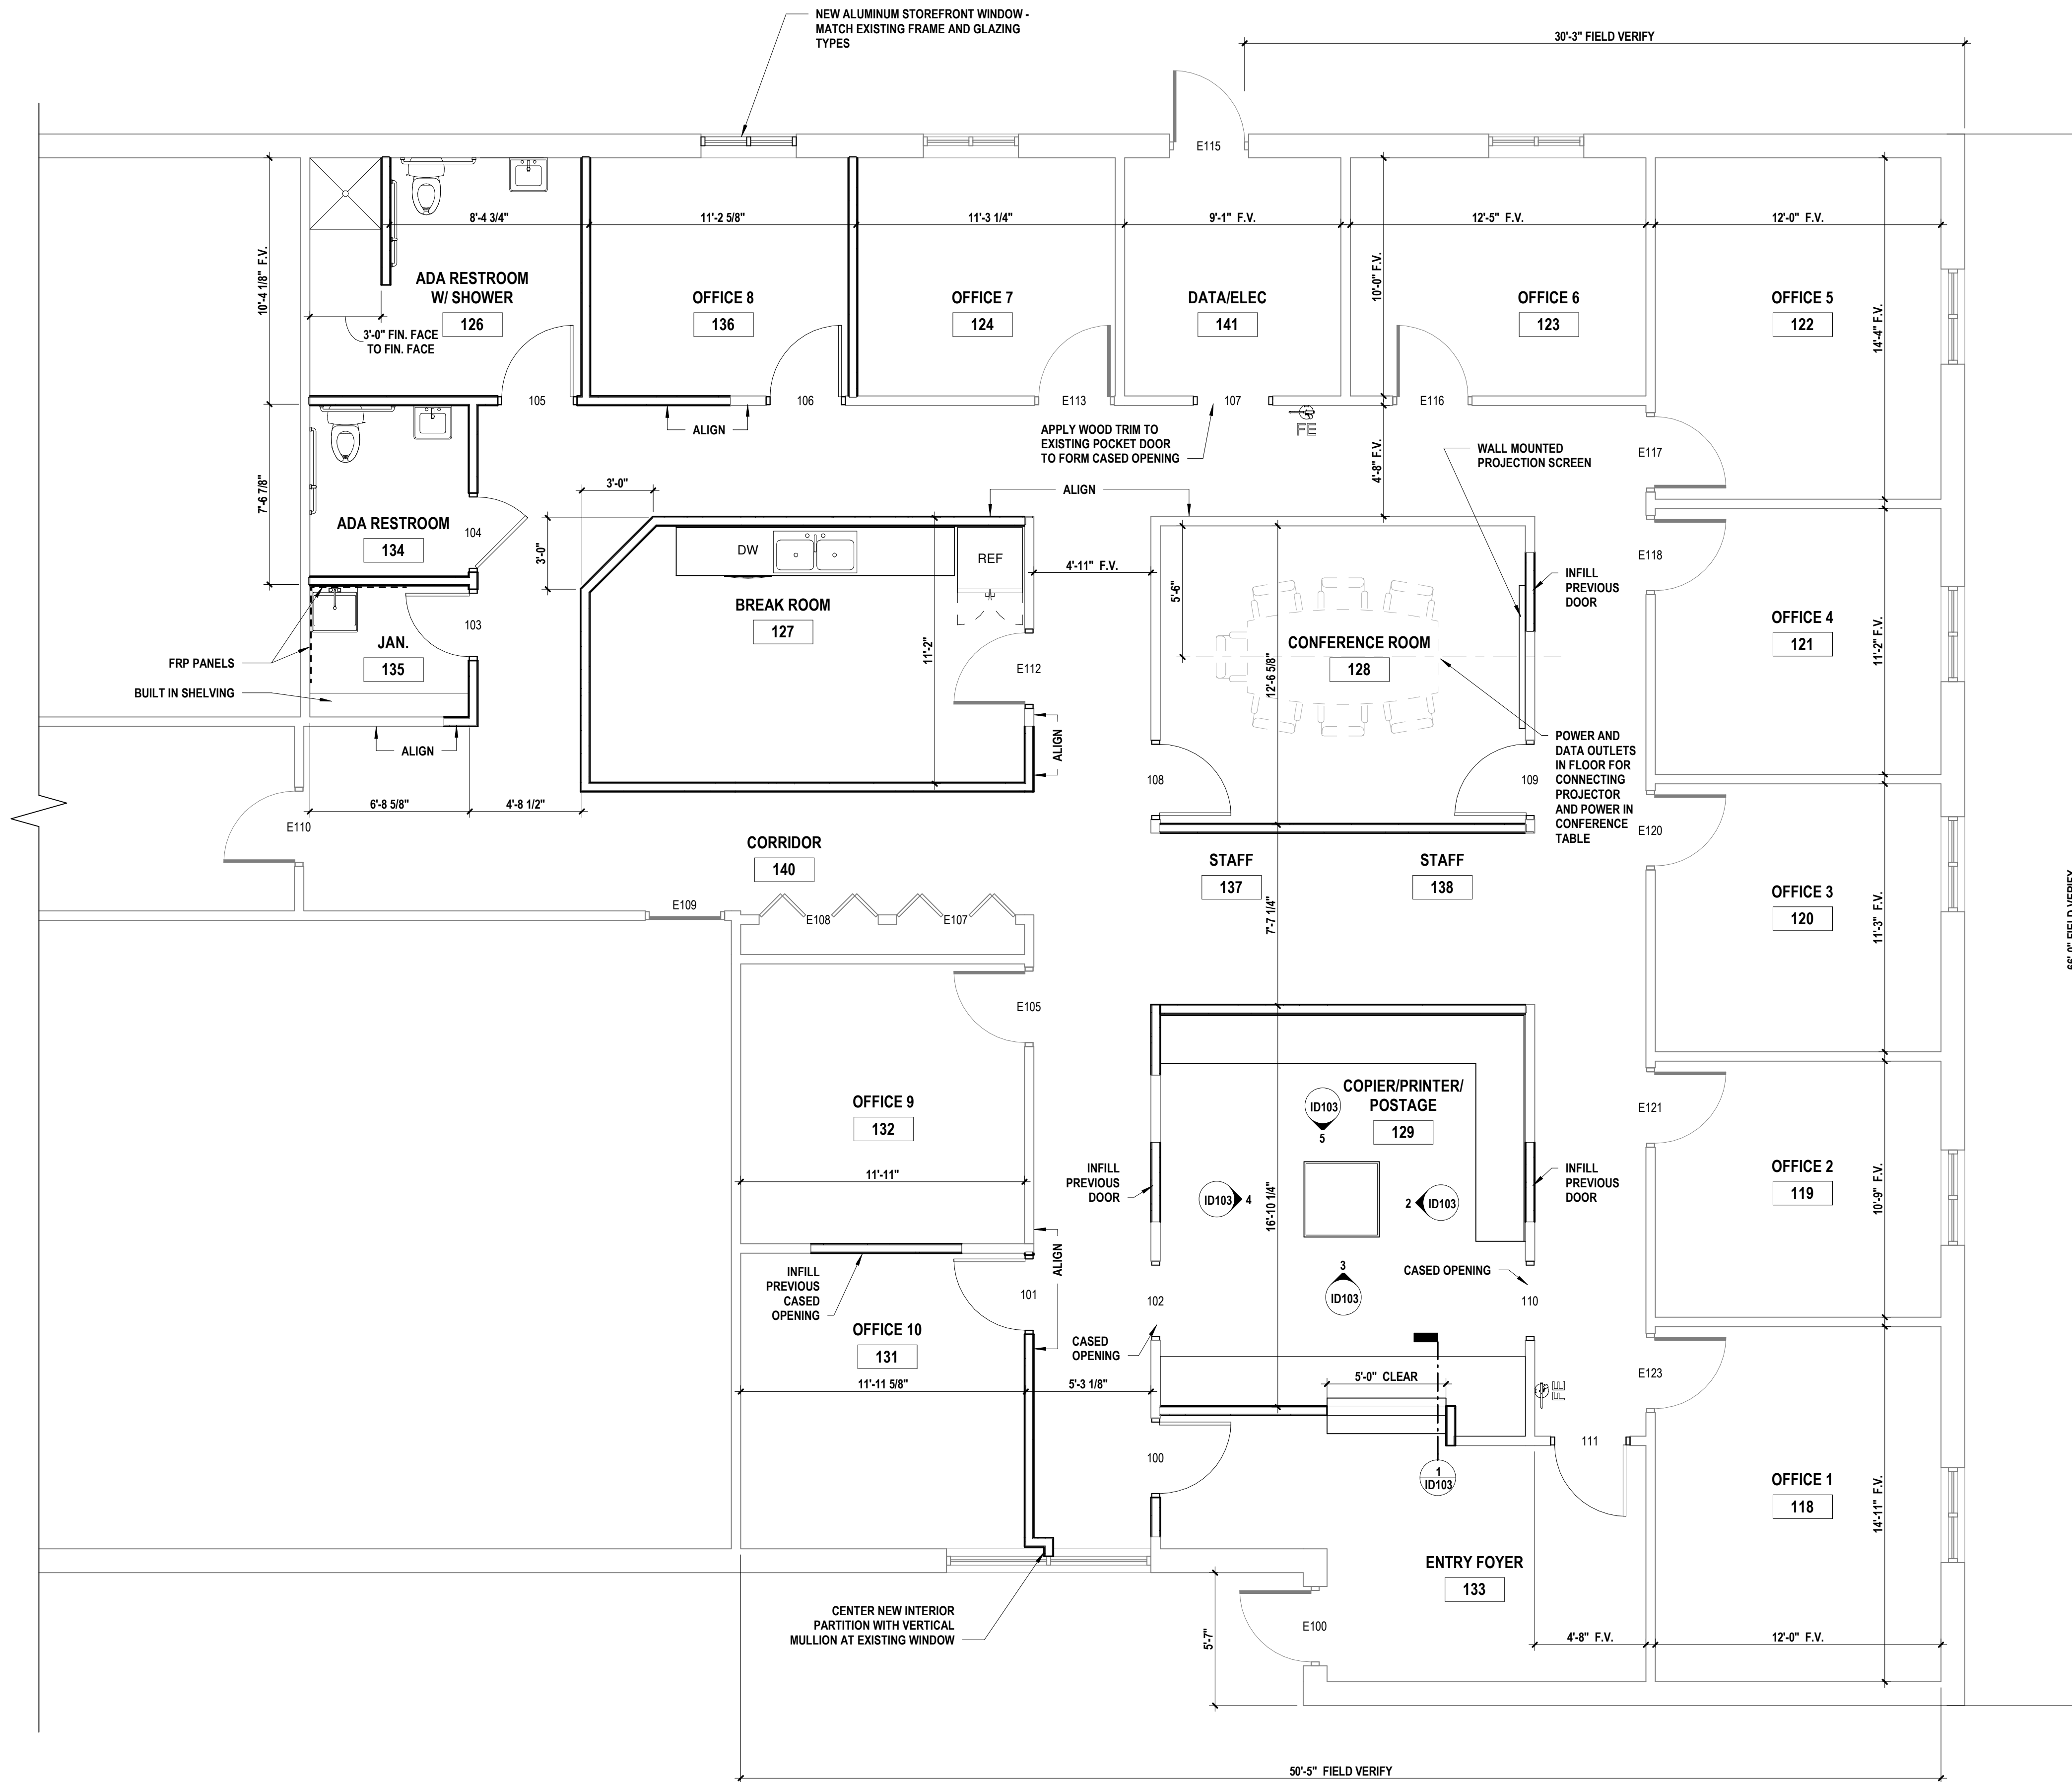 NEW ALUMINUM STOREFRONT WINDOW -
MATCH EXISTING FRAME AND GLAZING
TYPES
30'-3" FIELD VERIFY
E115
8'-4 3/4"
11'-2 5/8"
11'-3 1/4"
9'-1" F.V.
12'-5" F.V.
12'-0" F.V.
10'-4 1/8" F.V.
10'-0" F.V.
14'-4" F.V.
ADA RESTROOM
W/ SHOWER
126
OFFICE 8
136
OFFICE 7
124
DATA/ELEC
141
OFFICE 6
123
OFFICE 5
122
3'-0" FIN. FACE
TO FIN. FACE
105
106
E113
107
E116
FE
ALIGN
APPLY WOOD TRIM TO
EXISTING POCKET DOOR
TO FORM CASED OPENING
4'-8" F.V.
WALL MOUNTED
PROJECTION SCREEN
E117
7'-6 7/8"
3'-0"
ALIGN
ADA RESTROOM
134
104
3'-0"
DW
REF
4'-11" F.V.
5'-6"
INFILL
PREVIOUS
DOOR
E118
BREAK ROOM
127
11'-2"
E112
CONFERENCE ROOM
128
12'-6 5/8"
OFFICE 4
121
11'-2" F.V.
103
JAN.
135
FRP PANELS
BUILT IN SHELVING
ALIGN
ALIGN
POWER AND
DATA OUTLETS
IN FLOOR FOR
CONNECTING
PROJECTOR
AND POWER IN
CONFERENCE
TABLE
108
109
6'-8 5/8"
4'-8 1/2"
E110
E120
CORRIDOR
140
STAFF
137
STAFF
138
OFFICE 3
120
11'-3" F.V.
66'-0" FIELD VERIFY
E109
E108
E107
7'-7 1/4"
E105
OFFICE 9
132
11'-11"
COPIER/PRINTER/
POSTAGE
129
ID103
5
E121
INFILL
PREVIOUS
DOOR
ID103
4
2
ID103
INFILL
PREVIOUS
DOOR
OFFICE 2
119
10'-9" F.V.
16'-10 1/4"
ALIGN
INFILL
PREVIOUS
CASED
OPENING
101
102
3
ID103
CASED OPENING
110
OFFICE 10
131
CASED
OPENING
11'-11 5/8"
5'-3 1/8"
5'-0" CLEAR
FE
E123
100
111
1
ID103
OFFICE 1
118
14'-11" F.V.
ENTRY FOYER
133
CENTER NEW INTERIOR
PARTITION WITH VERTICAL
MULLION AT EXISTING WINDOW
5'-7"
E100
4'-8" F.V.
12'-0" F.V.
50'-5" FIELD VERIFY